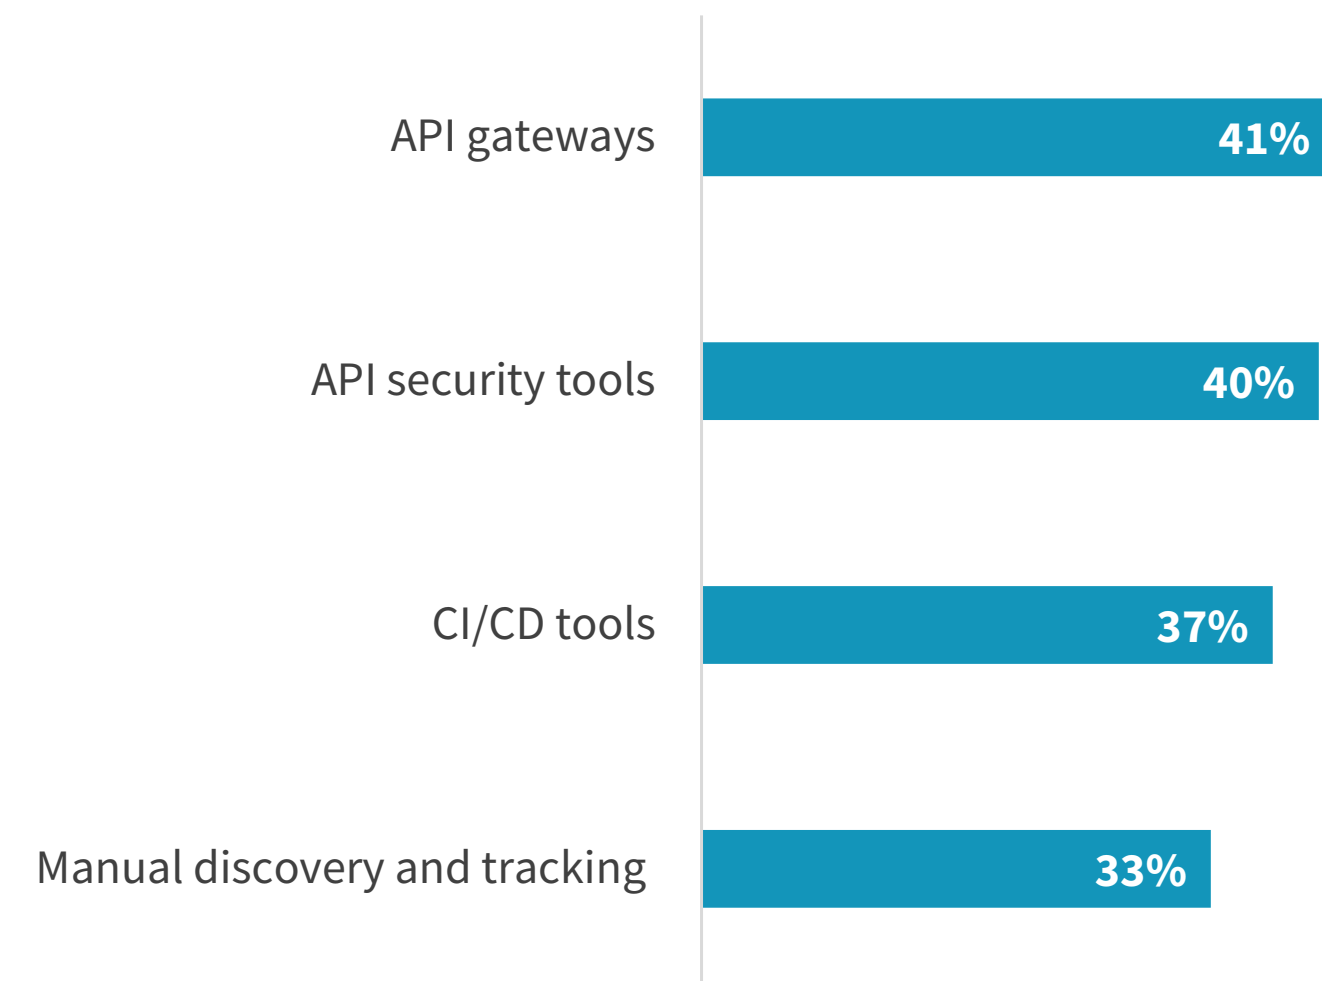 API gateways 41%
API security tools 40%
CI/CD tools 37%
Manual discovery and tracking 33%